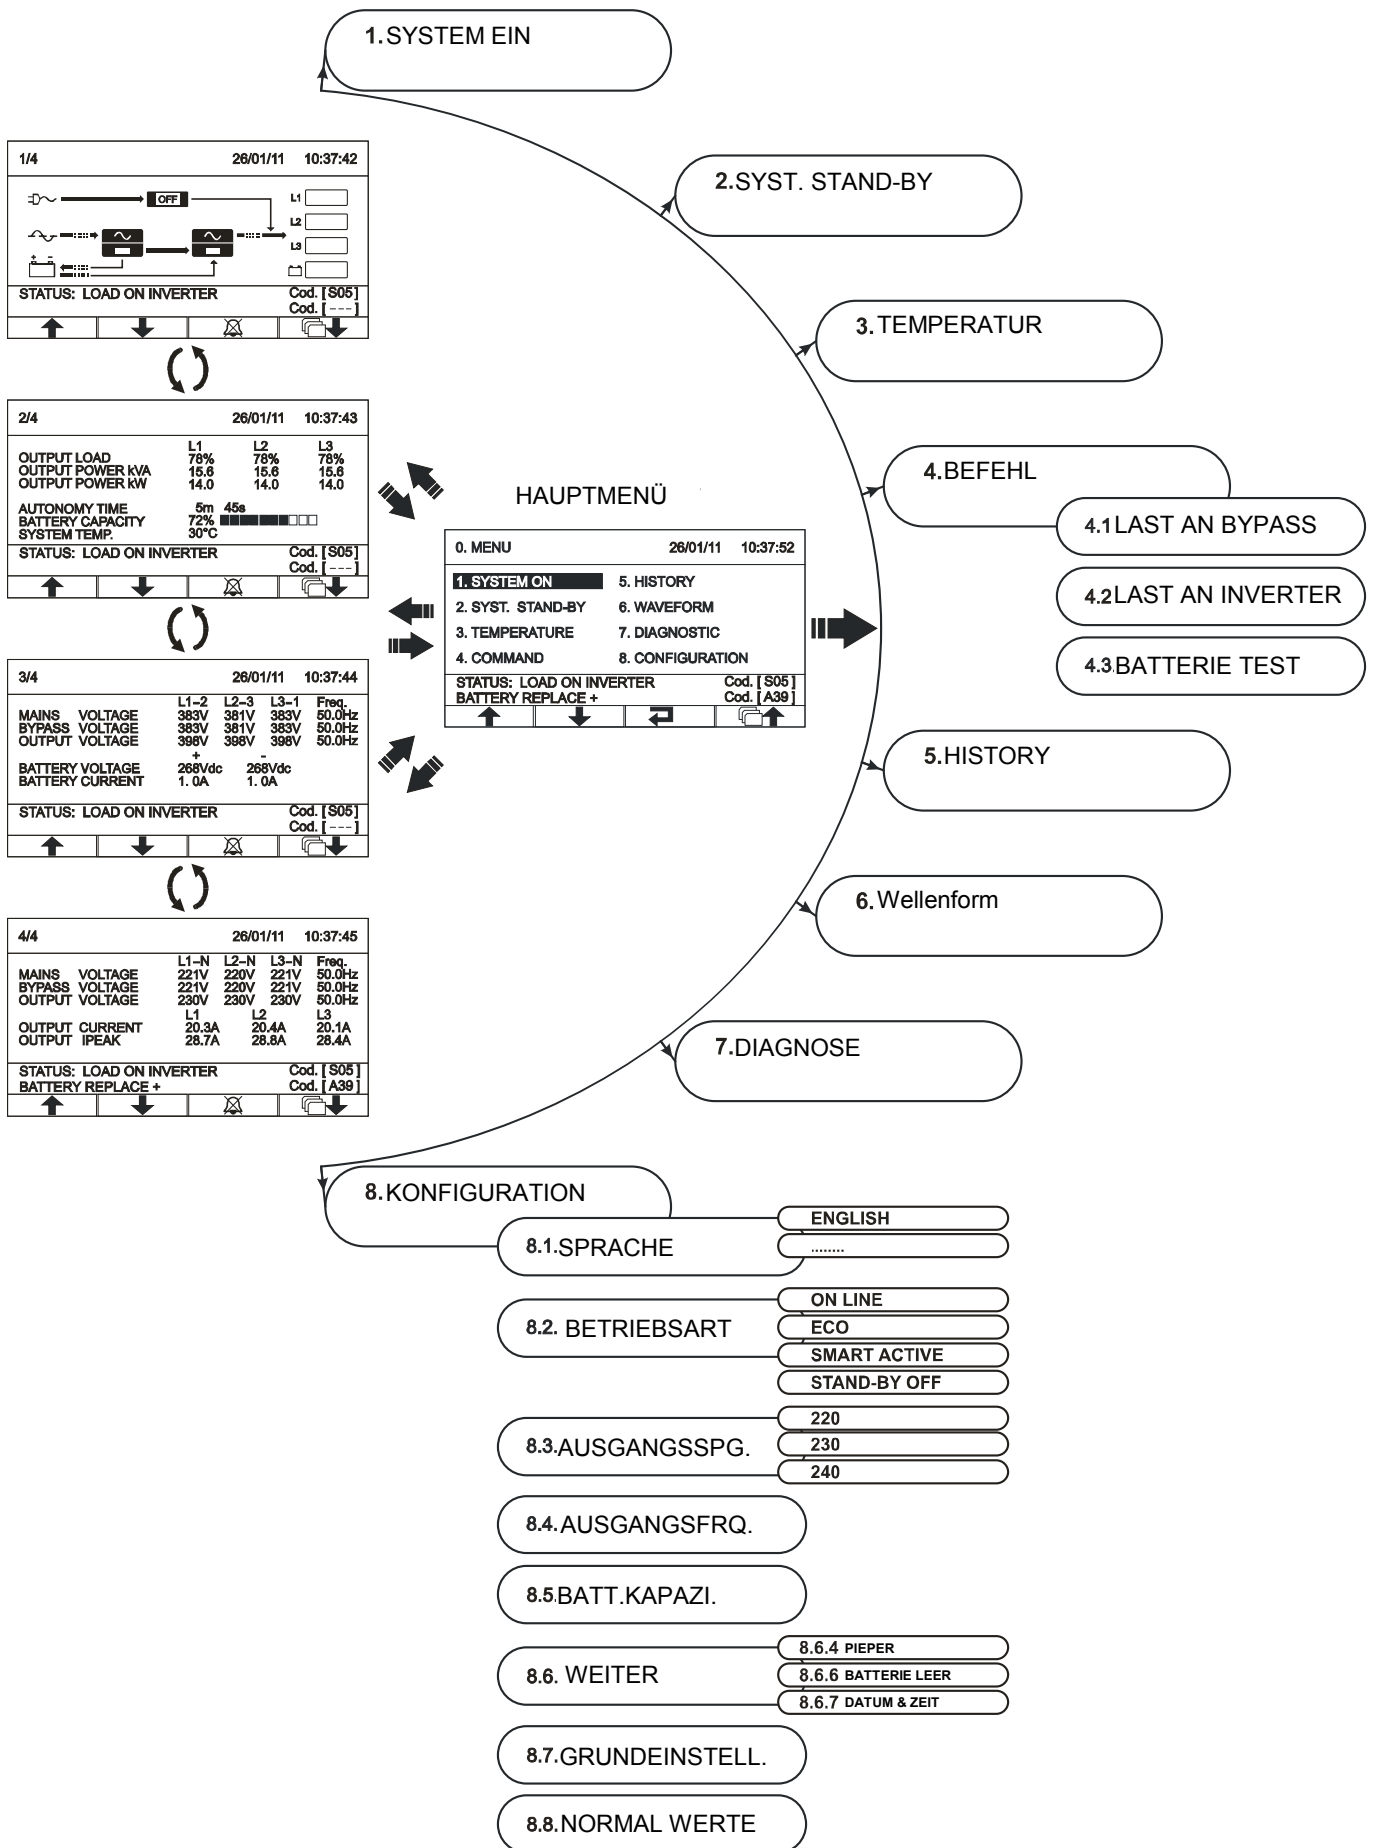 1.SYSTEM EIN
2.SYST. STAND-BY
3.TEMPERATUR
4.BEFEHL
4.1 LAST AN BYPASS
4.2 LAST AN INVERTER
4.3.BATTERIE TEST
5.HISTORY
6.Wellenform
7.DIAGNOSE
1/4 26/01/11 10:37:42
OFF
L1
L2
L3
+ -
STATUS: LOAD ON INVERTER Cod. [S05]
Cod. [---]
2/4 26/01/11 10:37:43
L1 L2 L3
OUTPUT LOAD 78% 78% 78%
OUTPUT POWER kVA 15.6 15.6 15.6
OUTPUT POWER kW 14.0 14.0 14.0
AUTONOMY TIME 5m 45s
BATTERY CAPACITY 72%
SYSTEM TEMP. 30°C
STATUS: LOAD ON INVERTER Cod. [S05]
Cod. [---]
3/4 26/01/11 10:37:44
L1-2 L2-3 L3-1 Freq.
MAINS VOLTAGE 383V 381V 383V 50.0Hz
BYPASS VOLTAGE 383V 381V 383V 50.0Hz
OUTPUT VOLTAGE 398V 398V 398V 50.0Hz
+ -
BATTERY VOLTAGE 268Vdc 268Vdc
BATTERY CURRENT 1. 0A 1. 0A
STATUS: LOAD ON INVERTER Cod. [S05]
Cod. [---]
4/4 26/01/11 10:37:45
L1-N L2-N L3-N Freq.
MAINS VOLTAGE 221V 220V 221V 50.0Hz
BYPASS VOLTAGE 221V 220V 221V 50.0Hz
OUTPUT VOLTAGE 230V 230V 230V 50.0Hz
L1 L2 L3
OUTPUT CURRENT 20.3A 20.4A 20.1A
OUTPUT IPEAK 28.7A 28.8A 28.4A
STATUS: LOAD ON INVERTER Cod. [S05]
BATTERY REPLACE + Cod. [A39]
HAUPTMENÜ
0. MENU 26/01/11 10:37:52
1. SYSTEM ON 5. HISTORY
2. SYST. STAND-BY 6. WAVEFORM
3. TEMPERATURE 7. DIAGNOSTIC
4. COMMAND 8. CONFIGURATION
STATUS: LOAD ON INVERTER Cod. [S05]
BATTERY REPLACE + Cod. [A39]
8.KONFIGURATION
8.1.SPRACHE
ENGLISH
........
8.2. BETRIEBSART
ON LINE
ECO
SMART ACTIVE
STAND-BY OFF
8.3.AUSGANGSSPG.
220
230
240
8.4.AUSGANGSFRQ.
8.5.BATT.KAPAZI.
8.6. WEITER
8.6.4 PIEPER
8.6.6 BATTERIE LEER
8.6.7 DATUM & ZEIT
8.7.GRUNDEINSTELL.
8.8.NORMAL WERTE